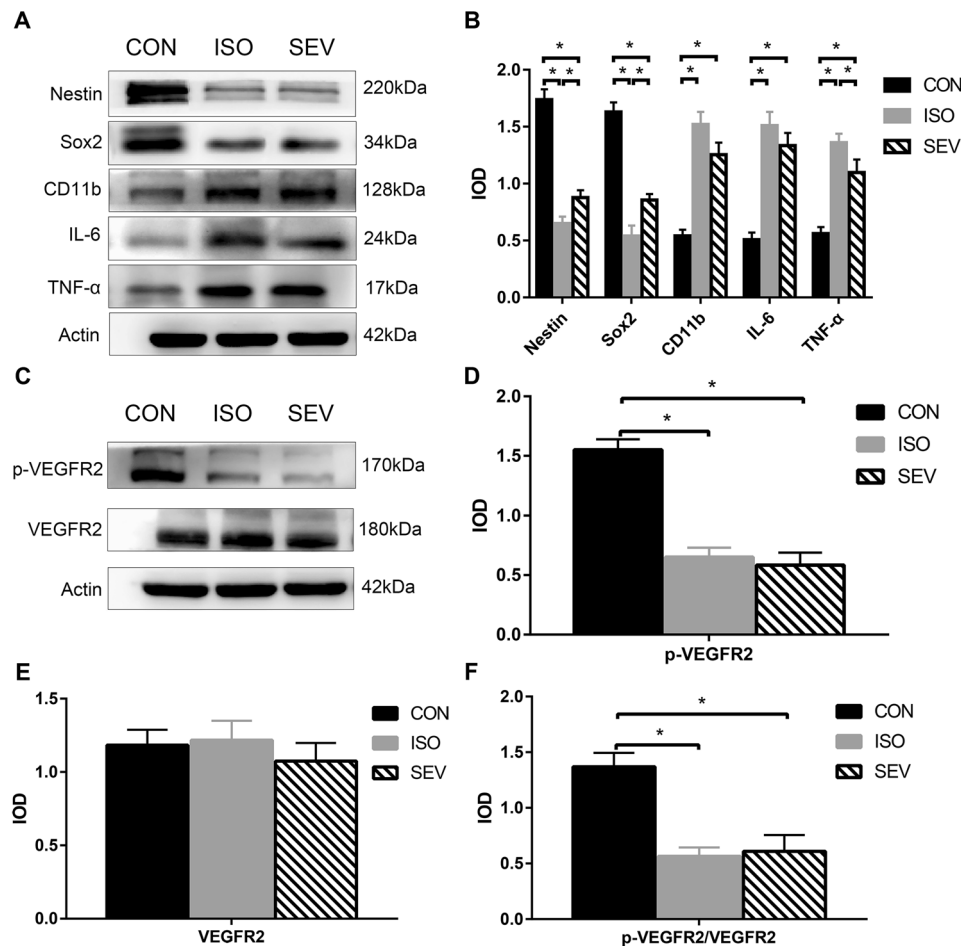 A
CON ISO SEV
Nestin 220kDa
Sox2 34kDa
CD11b 128kDa
IL-6 24kDa
TNF-α 17kDa
Actin 42kDa
B
* * * * *
* * * * * * * *
2.0
1.5
1.0
0.5
0.0
IOD
Nestin Sox2 CD11b IL-6 TNF-α
CON
ISO
SEV
C
CON ISO SEV
p-VEGFR2 170kDa
VEGFR2 180kDa
Actin 42kDa
D
*
*
2.0
1.5
1.0
0.5
0.0
IOD
p-VEGFR2
CON
ISO
SEV
E
1.5
1.0
0.5
0.0
IOD
VEGFR2
CON
ISO
SEV
F
*
*
2.0
1.5
1.0
0.5
0.0
IOD
p-VEGFR2/VEGFR2
CON
ISO
SEV